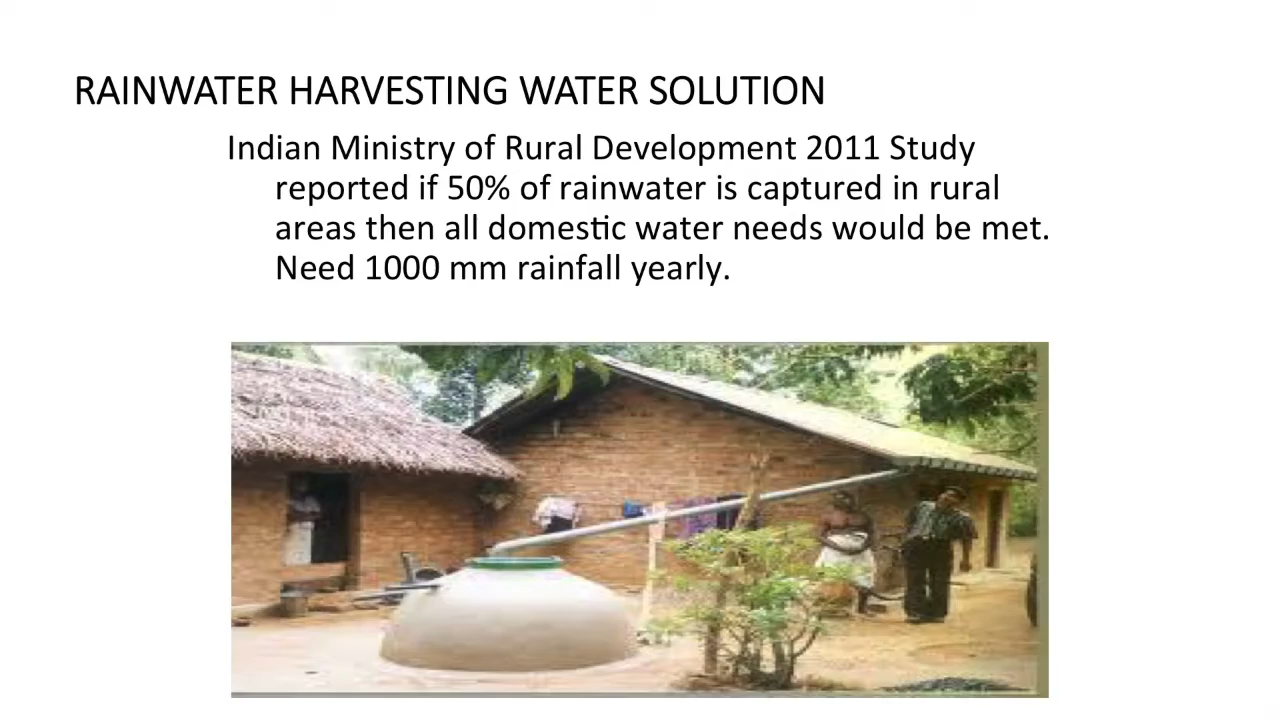 RAINWATER HARVESTING WATER SOLUTION
Indian Ministry of Rural Development 2011 Study
reported if 50% of rainwater is captured in rural
areas then all domestic water needs would be met.
Need 1000 mm rainfall yearly.